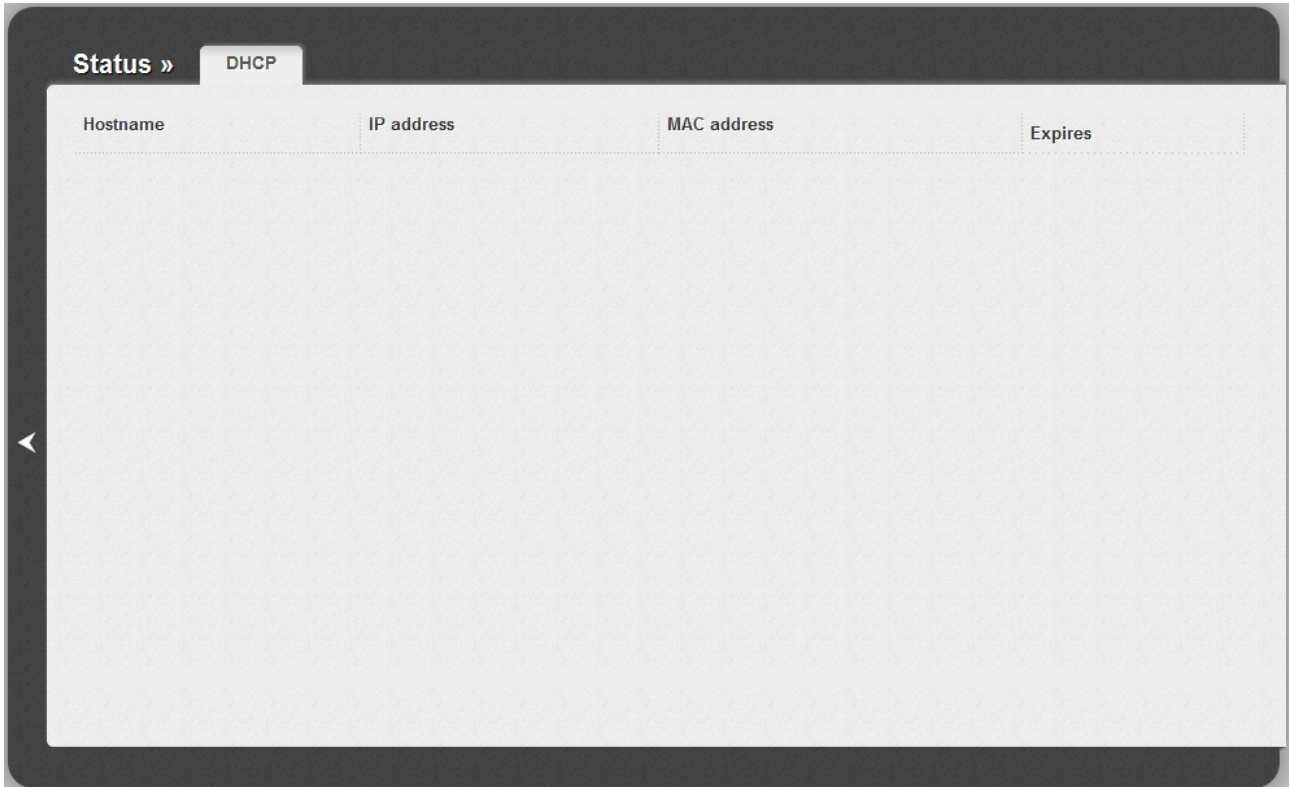 Status »
DHCP
Hostname
IP address
MAC address
Expires